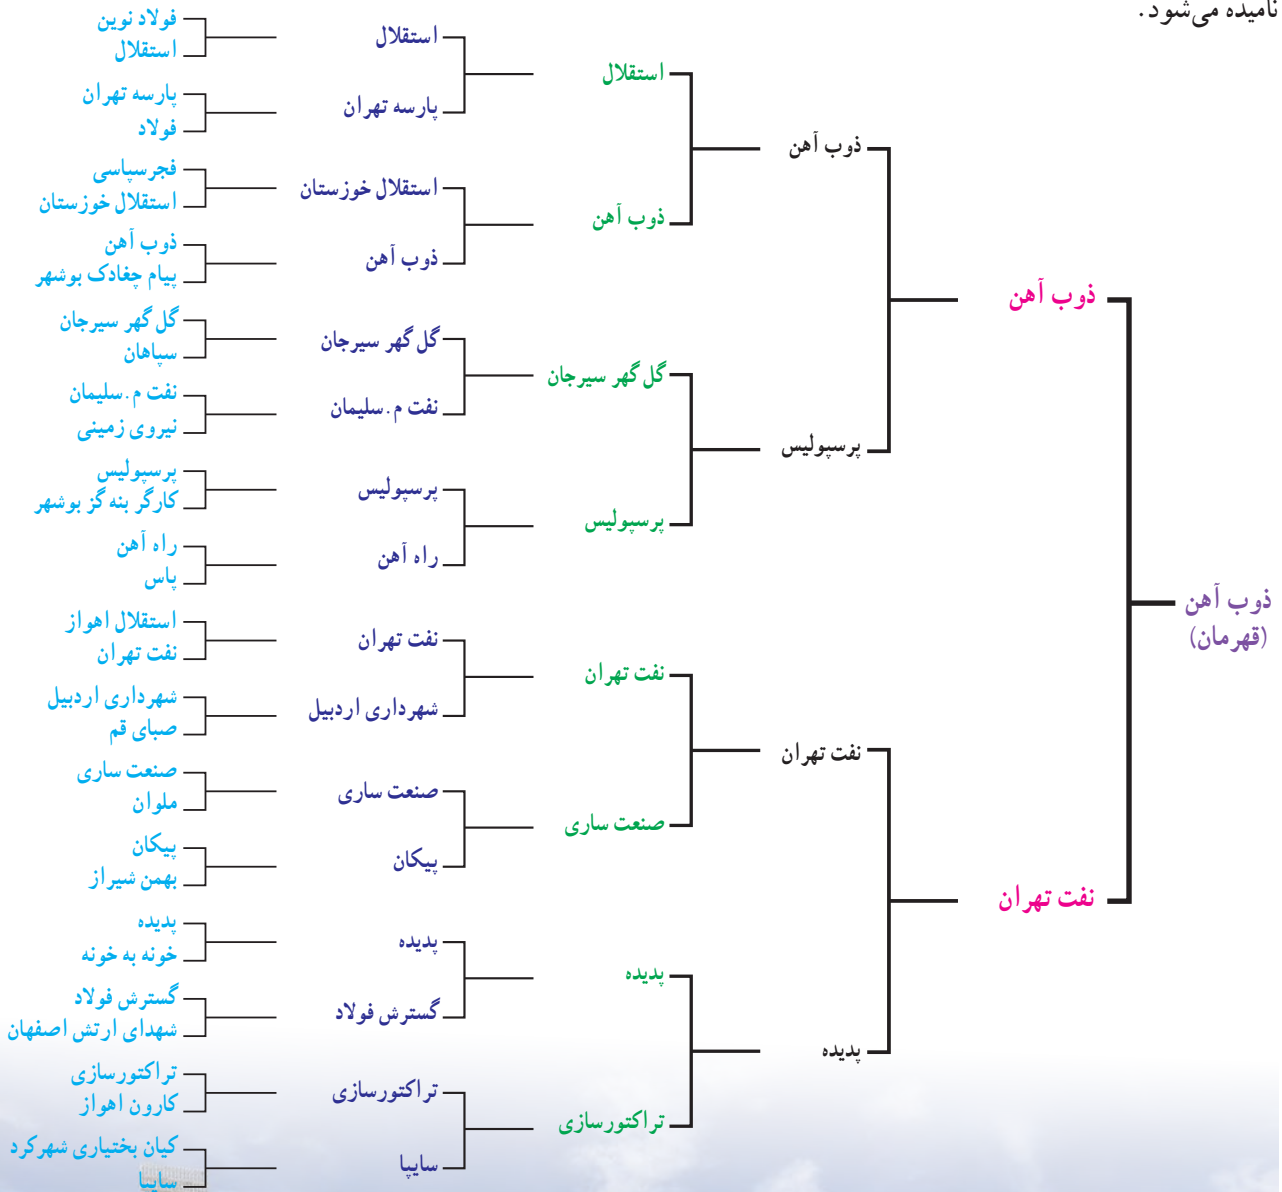 نامیده می‌شود.
فولاد نوین
استقلال
پارسه تهران
فولاد
فجرسپاسی
استقلال خوزستان
ذوب آهن
پیام چغادک بوشهر
گل گهر سیرجان
سپاهان
نفت م.سلیمان
نیروی زمینی
پرسپولیس
کارگر بنه گز بوشهر
راه آهن
پاس
استقلال اهواز
نفت تهران
شهرداری اردبیل
صبای قم
صنعت ساری
ملوان
پیکان
بهمن شیراز
پدیده
خونه به خونه
گسترش فولاد
شهدای ارتش اصفهان
تراکتورسازی
کارون اهواز
کیان بختیاری شهرکرد
سایپا
استقلال
پارسه تهران
استقلال خوزستان
ذوب آهن
گل گهر سیرجان
نفت م.سلیمان
پرسپولیس
راه آهن
نفت تهران
شهرداری اردبیل
صنعت ساری
پیکان
پدیده
گسترش فولاد
تراکتورسازی
سایپا
استقلال
ذوب آهن
گل گهر سیرجان
پرسپولیس
نفت تهران
صنعت ساری
پدیده
تراکتورسازی
ذوب آهن
پرسپولیس
نفت تهران
پدیده
ذوب آهن
نفت تهران
ذوب آهن
(قهرمان)